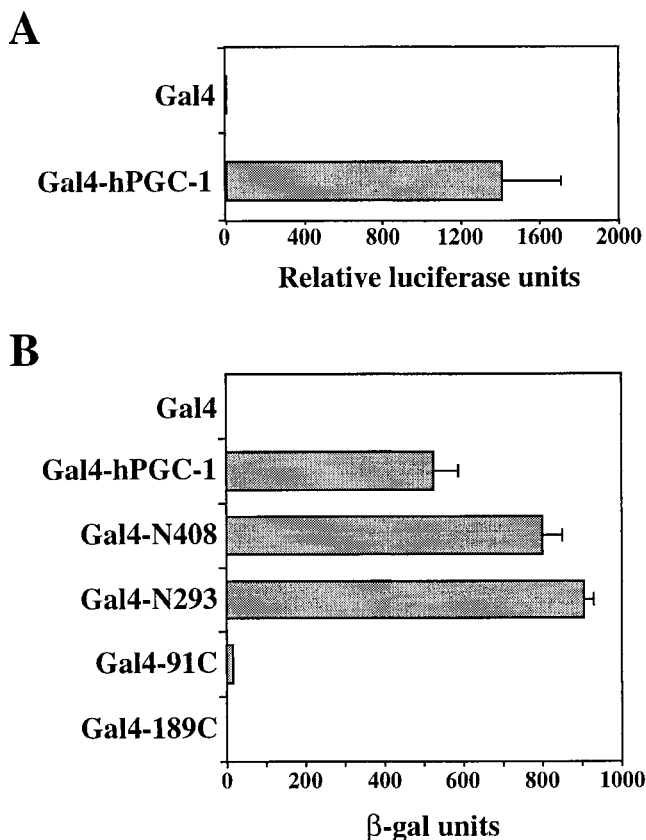 A
Gal4
Gal4-hPGC-1
0 400 800 1200 1600 2000
Relative luciferase units
B
Gal4
Gal4-hPGC-1
Gal4-N408
Gal4-N293
Gal4-91C
Gal4-189C
0 200 400 600 800 1000
β-gal units